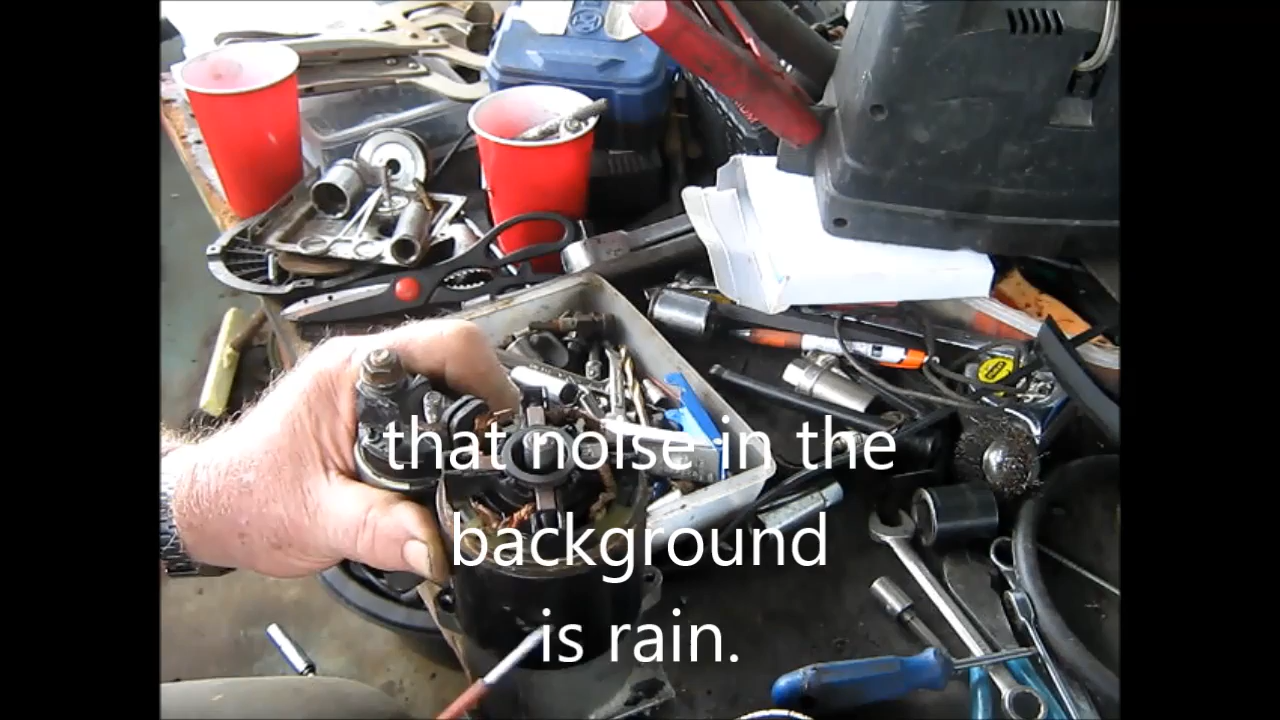 that noise in the
background
is rain.